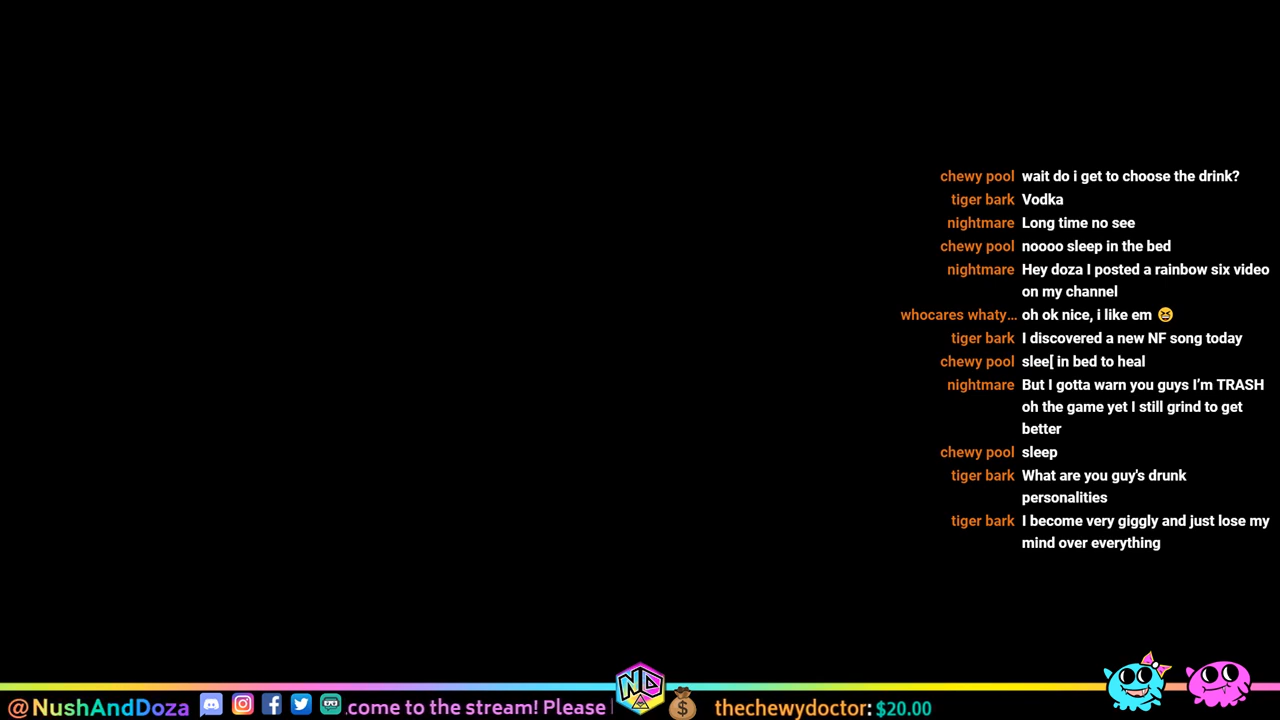 chewy pool wait do i get to choose the drink?
tiger bark Vodka
nightmare Long time no see
chewy pool noooo sleep in the bed
nightmare Hey doza I posted a rainbow six video
on my channel
whocares whaty… oh ok nice, i like em 😆
tiger bark I discovered a new NF song today
chewy pool slee[ in bed to heal
nightmare But I gotta warn you guys I’m TRASH
oh the game yet I still grind to get
better
chewy pool sleep
tiger bark What are you guy's drunk
personalities
tiger bark I become very giggly and just lose my
mind over everything
@NushAndDoza .come to the stream! Please ND thechewydoctor: $20.00